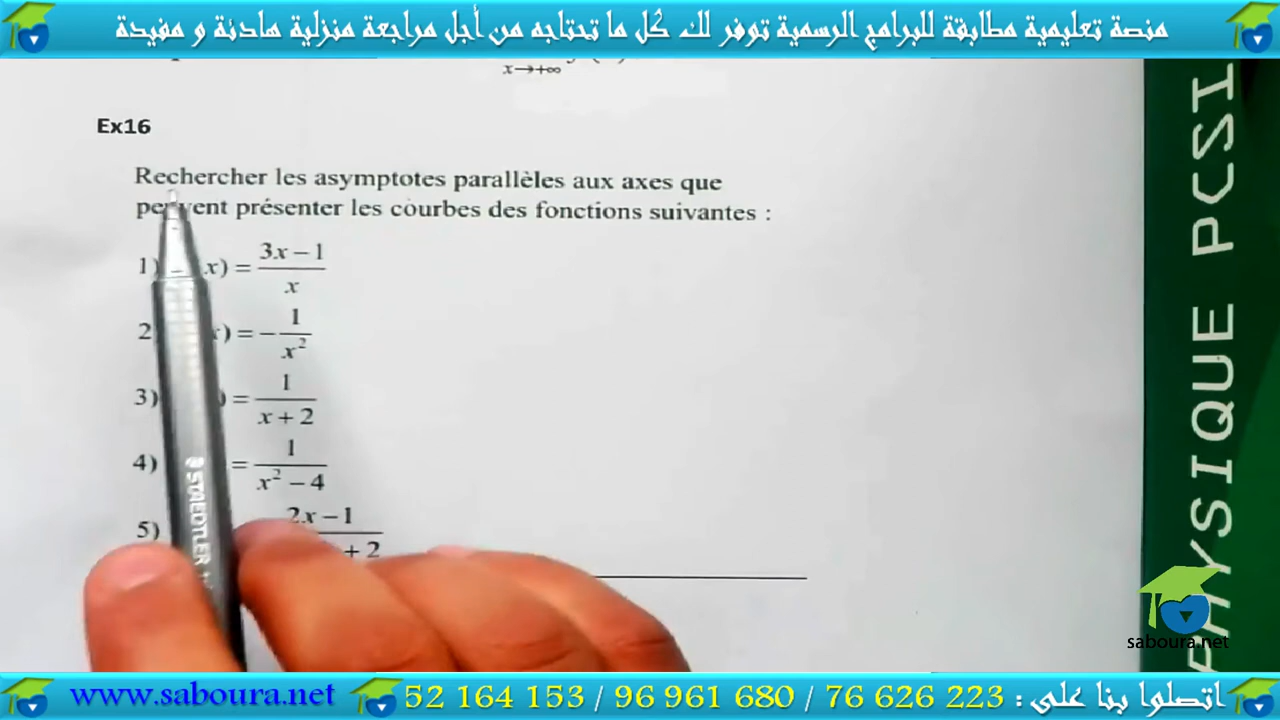 منصة تعليمية مطابقة للبرامج الرسمية توفر لك كل ما تحتاجه من أجل مراجعة منزلية هادئة و مفيدة
x→+∞
Ex16
Rechercher les asymptotes parallèles aux axes que
peuvent présenter les courbes des fonctions suivantes :
1) x) = (3x – 1)/x
2 ) = –1/x²
3) ) = 1/(x + 2)
4) = 1/(x² – 4)
5) 2x – 1
+ 2
PHYSIQUE PCSI
STAEDTLER
saboura.net
www.saboura.net
52 164 153 / 96 961 680 / 76 626 223 : اتصلوا بنا على